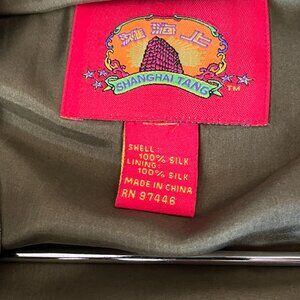 上海灘
SHANGHAI TANG
TM
SHELL:
100% SILK
LINING:
100% SILK
MADE IN CHINA
RN 97446